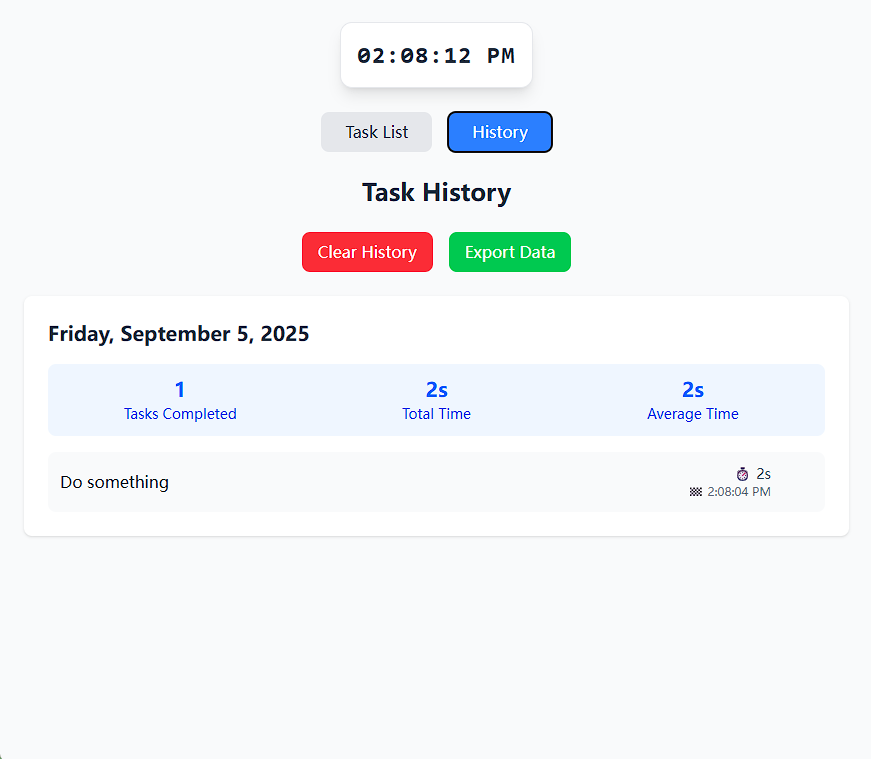 02:08:12 PM
Task List History
Task History
Clear History Export Data
Friday, September 5, 2025
1 2s 2s
Tasks Completed Total Time Average Time
Do something 2s
2:08:04 PM